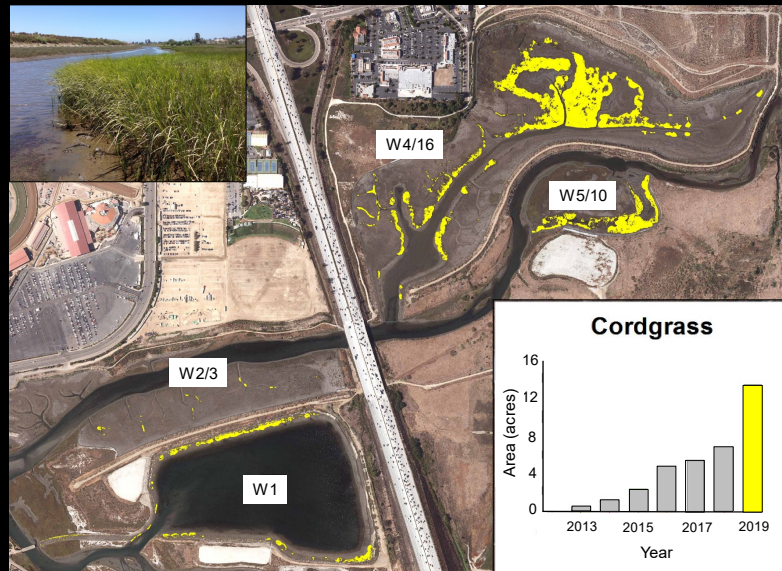 W4/16
W5/10
W2/3
W1
Cordgrass
Area (acres)
16
12
8
4
0
2013
2015
2017
2019
Year